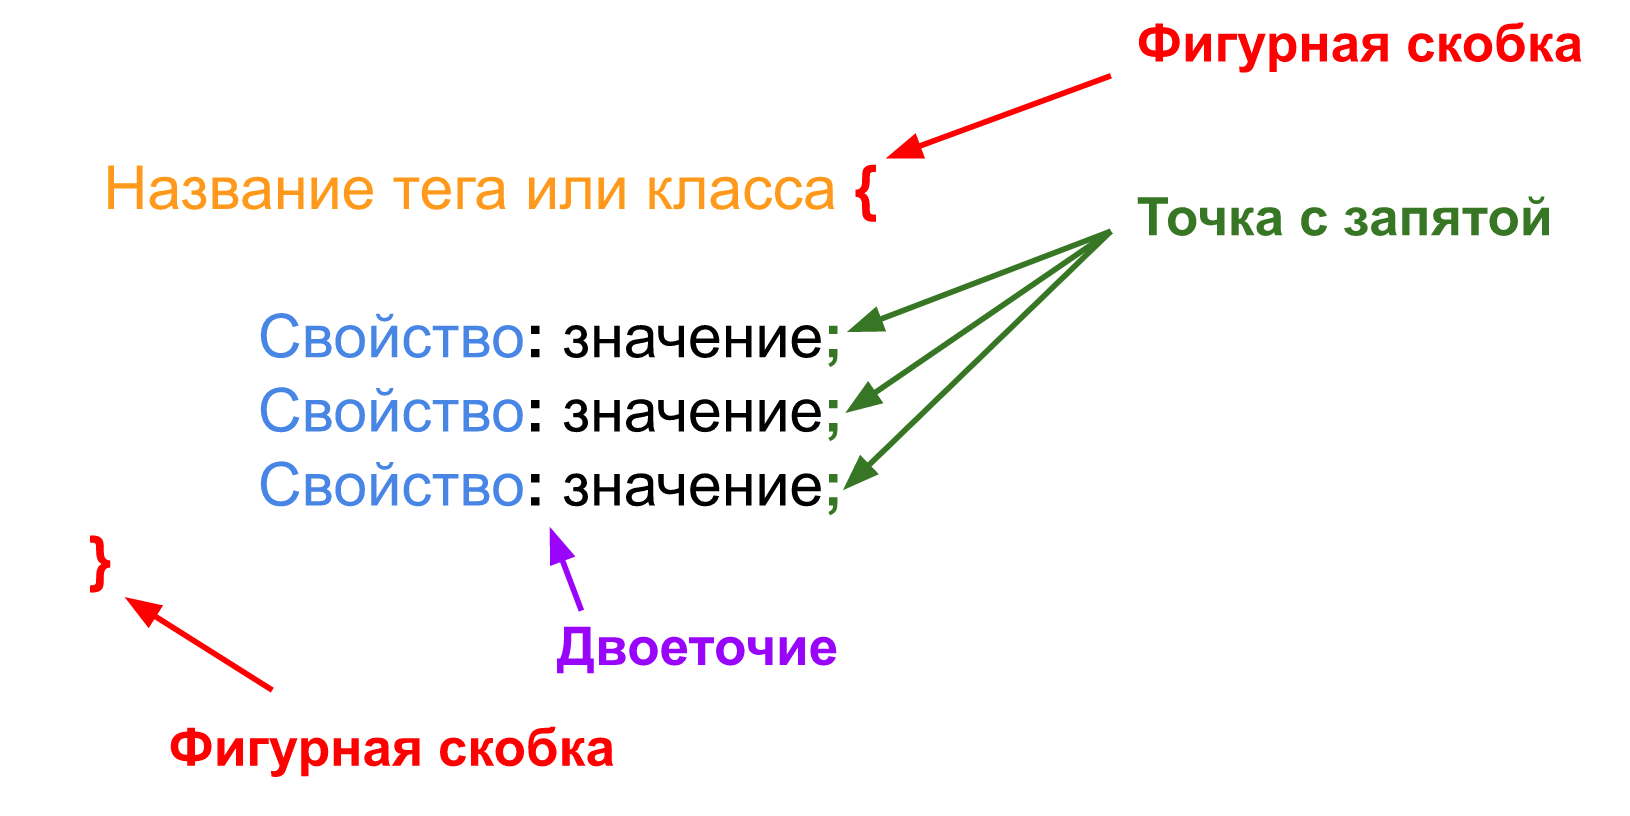 Фигурная скобка
Название тега или класса {
Точка с запятой
Свойство: значение;
Свойство: значение;
Свойство: значение;
}
Двоеточие
Фигурная скобка